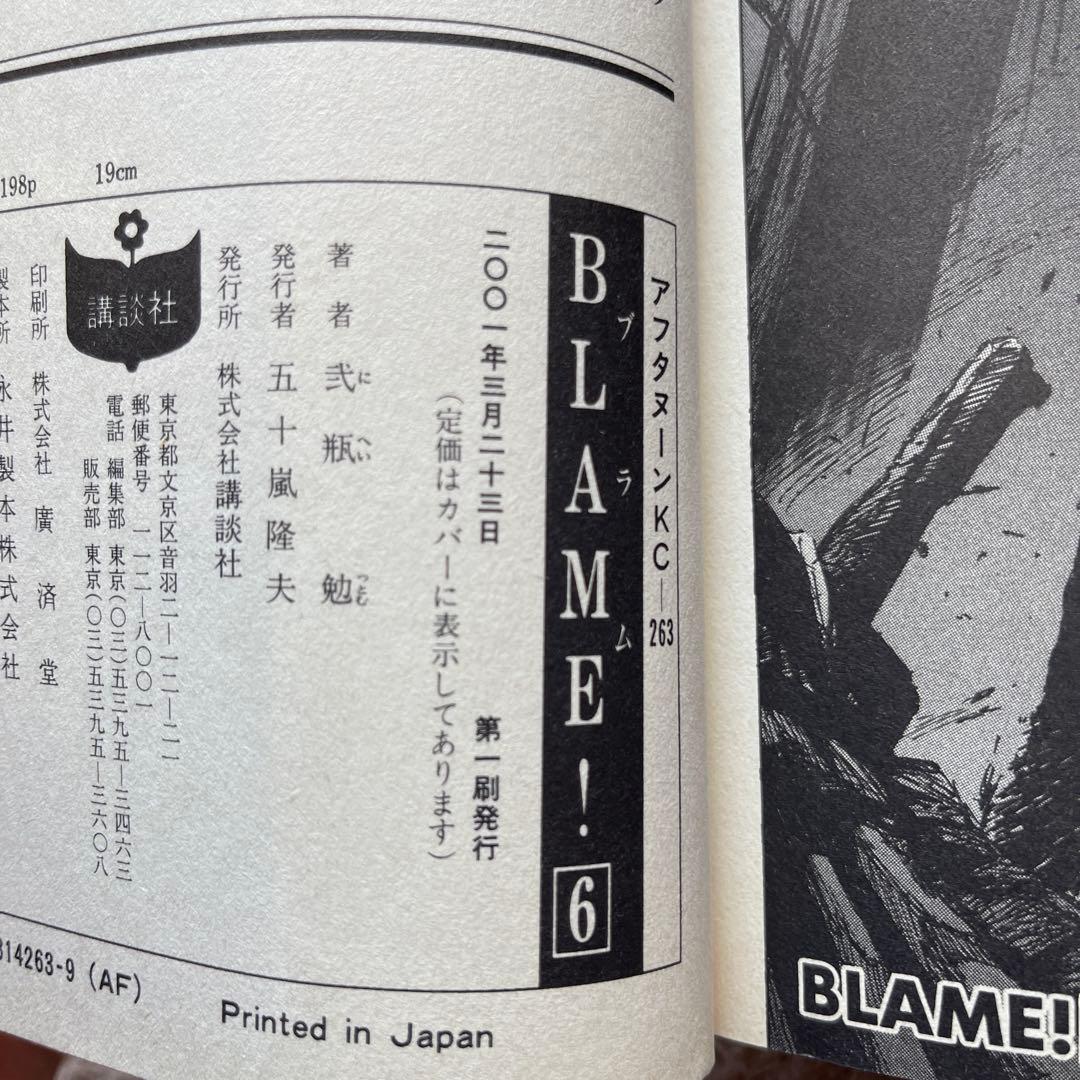 198p
19cm
アフタヌーンKC—263
BLAME! 6
ブラム
二〇〇一年三月二十三日 第一刷発行
(定価はカバーに表示してあります)
著者 弐瓶勉
にへいつとむ
発行者 五十嵐隆夫
発行所 株式会社講談社
東京都文京区音羽二—一二—二一
郵便番号 一一二—八〇〇一
電話 編集部 東京(〇三)五三九五—三四六三
販売部 東京(〇三)五三九五—三六〇八
講談社
印刷所 株式会社 廣済堂
製本所 永井製本株式会社
314263-9 (AF)
Printed in Japan
BLAME!